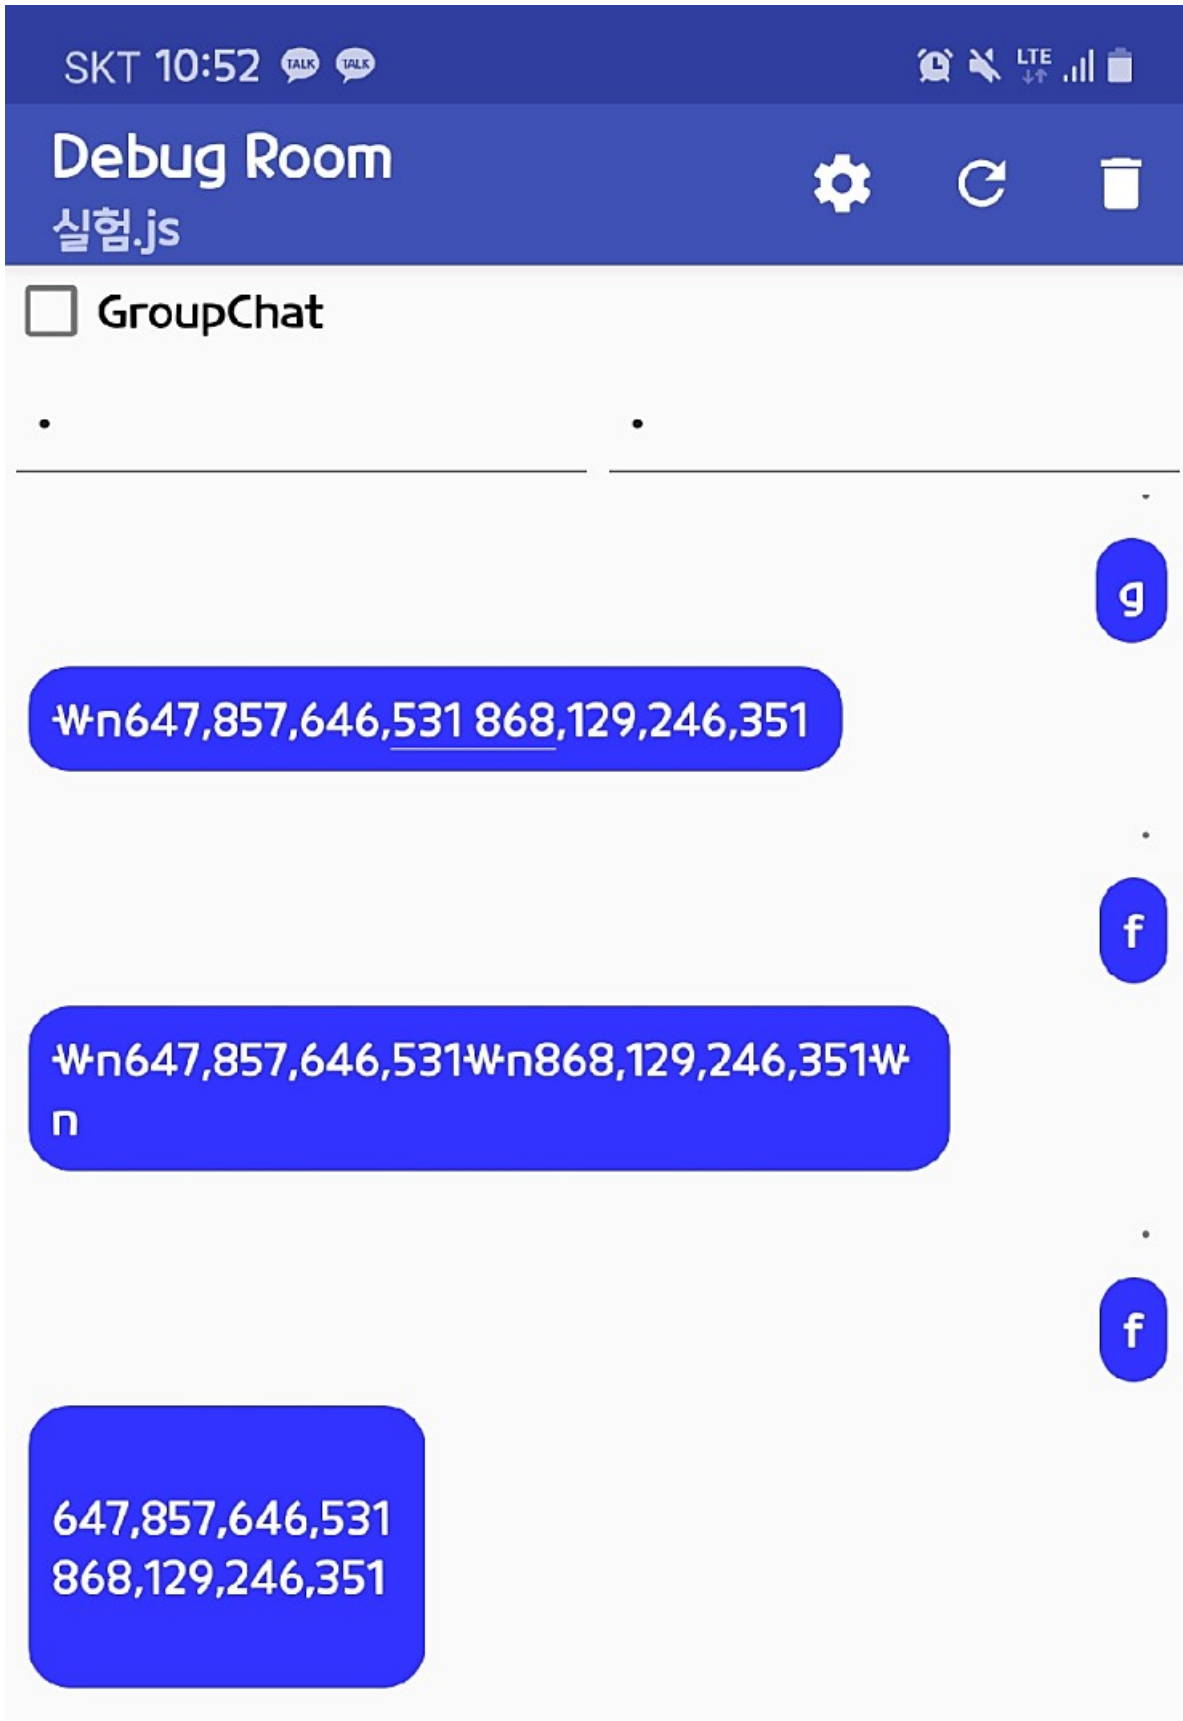 SKT 10:52 TALK TALK LTE
Debug Room
실험.js
GroupChat
. .
.
g
₩n647,857,646,531 868,129,246,351
.
f
₩n647,857,646,531₩n868,129,246,351₩
n
.
f
647,857,646,531
868,129,246,351